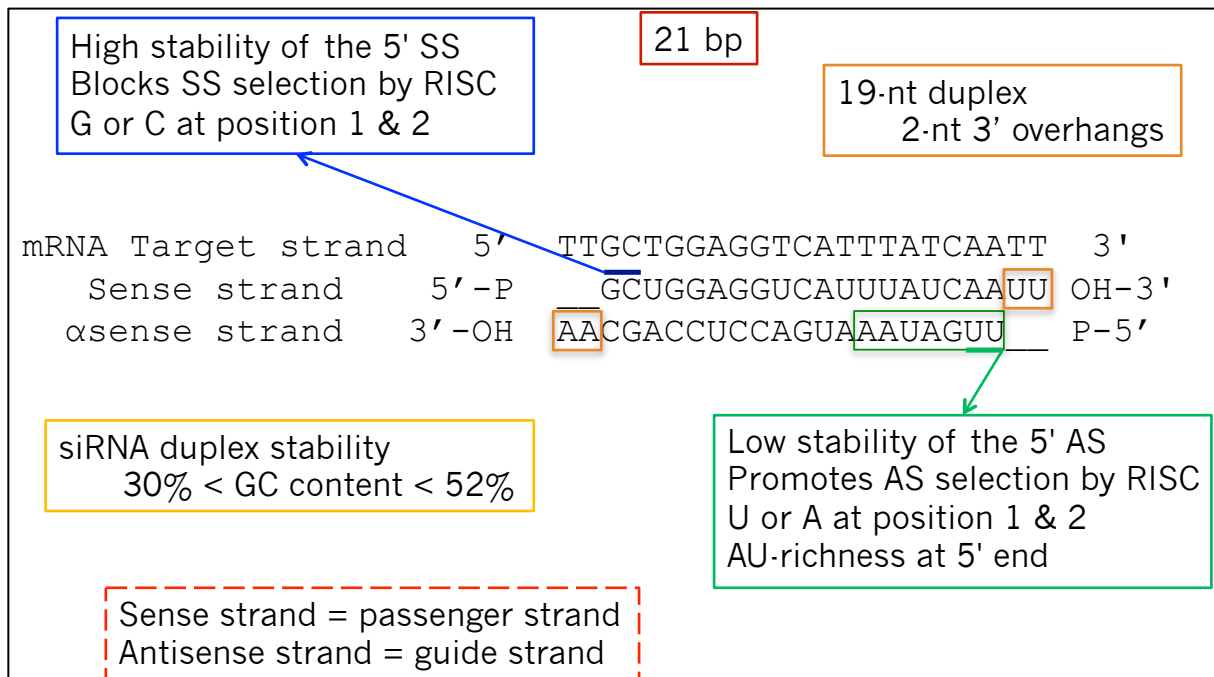 High stability of the 5' SS
Blocks SS selection by RISC
G or C at position 1 & 2
21 bp
19-nt duplex
2-nt 3’ overhangs
mRNA Target strand 5′ TTGCTGGAGGTCATTTATCAATT 3'
Sense strand 5′-P __GCUGGAGGUCAUUUAUCAAUU OH-3'
αsense strand 3′-OH AACGACCUCCAGUAAAUAGUU__ P-5′
siRNA duplex stability
30% < GC content < 52%
Low stability of the 5' AS
Promotes AS selection by RISC
U or A at position 1 & 2
AU-richness at 5' end
Sense strand = passenger strand
Antisense strand = guide strand